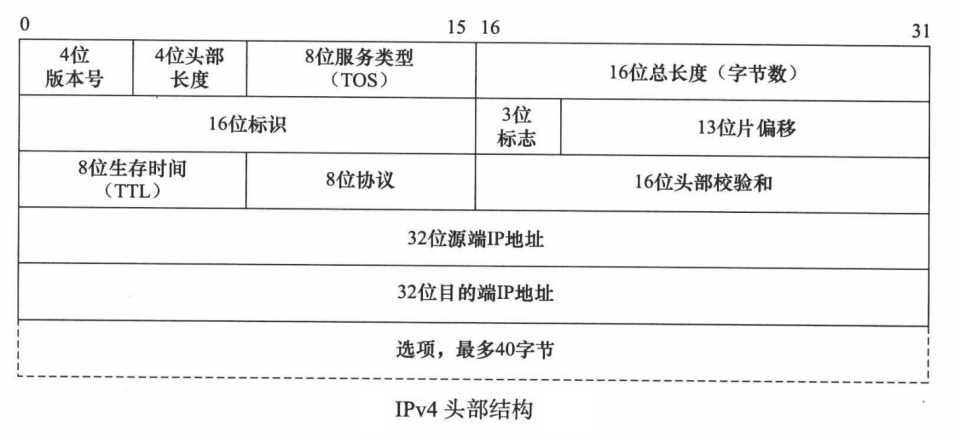 0 15 16 31
4位 4位头部 8位服务类型
版本号 长度 （TOS） 16位总长度（字节数）
16位标识 3位 13位片偏移
标志
8位生存时间 8位协议 16位头部校验和
（TTL）
32位源端IP地址
32位目的端IP地址
选项，最多40字节
IPv4 头部结构